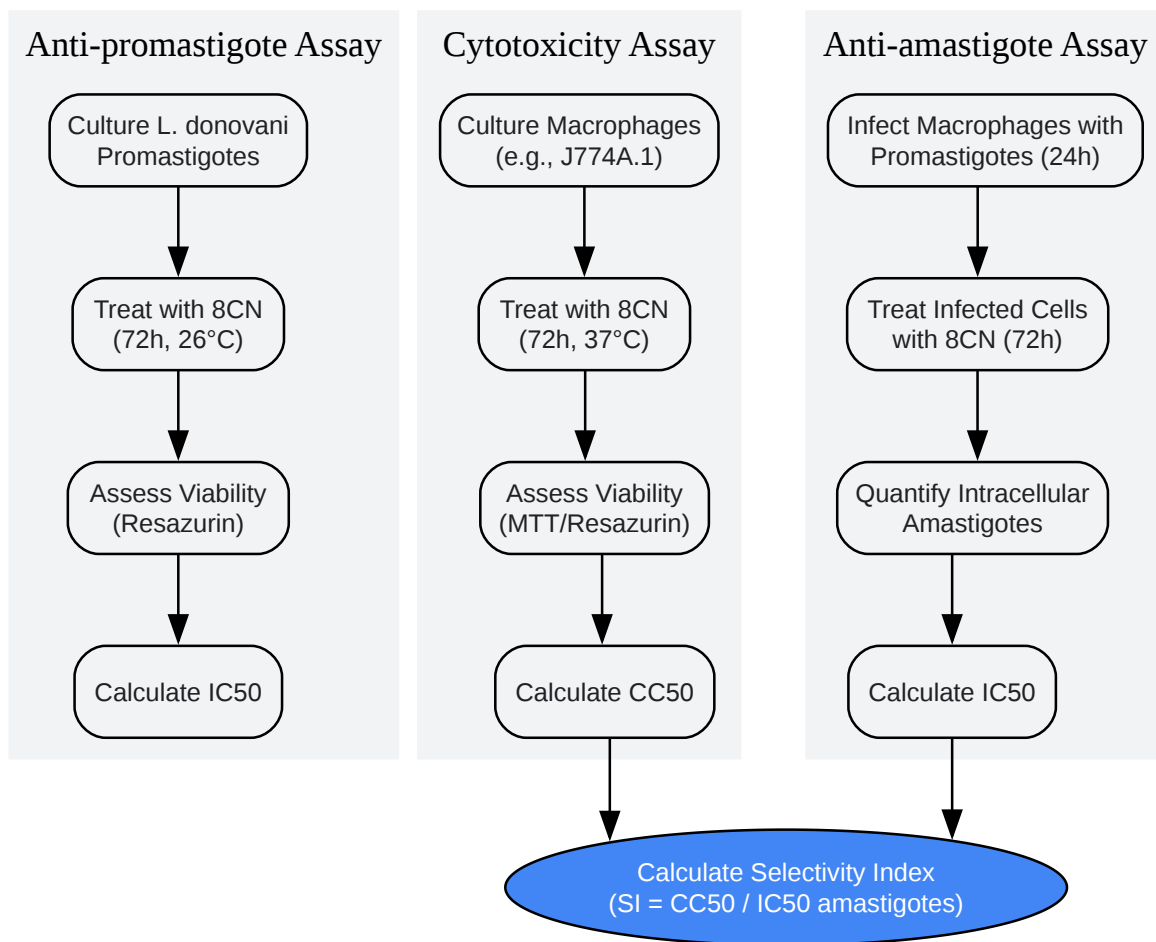 Anti-promastigote Assay
Culture L. donovani
Promastigotes
Treat with 8CN
(72h, 26°C)
Assess Viability
(Resazurin)
Calculate IC50
Cytotoxicity Assay
Culture Macrophages
(e.g., J774A.1)
Treat with 8CN
(72h, 37°C)
Assess Viability
(MTT/Resazurin)
Calculate CC50
Anti-amastigote Assay
Infect Macrophages with
Promastigotes (24h)
Treat Infected Cells
with 8CN (72h)
Quantify Intracellular
Amastigotes
Calculate IC50
Calculate Selectivity Index
(SI = CC50 / IC50 amastigotes)